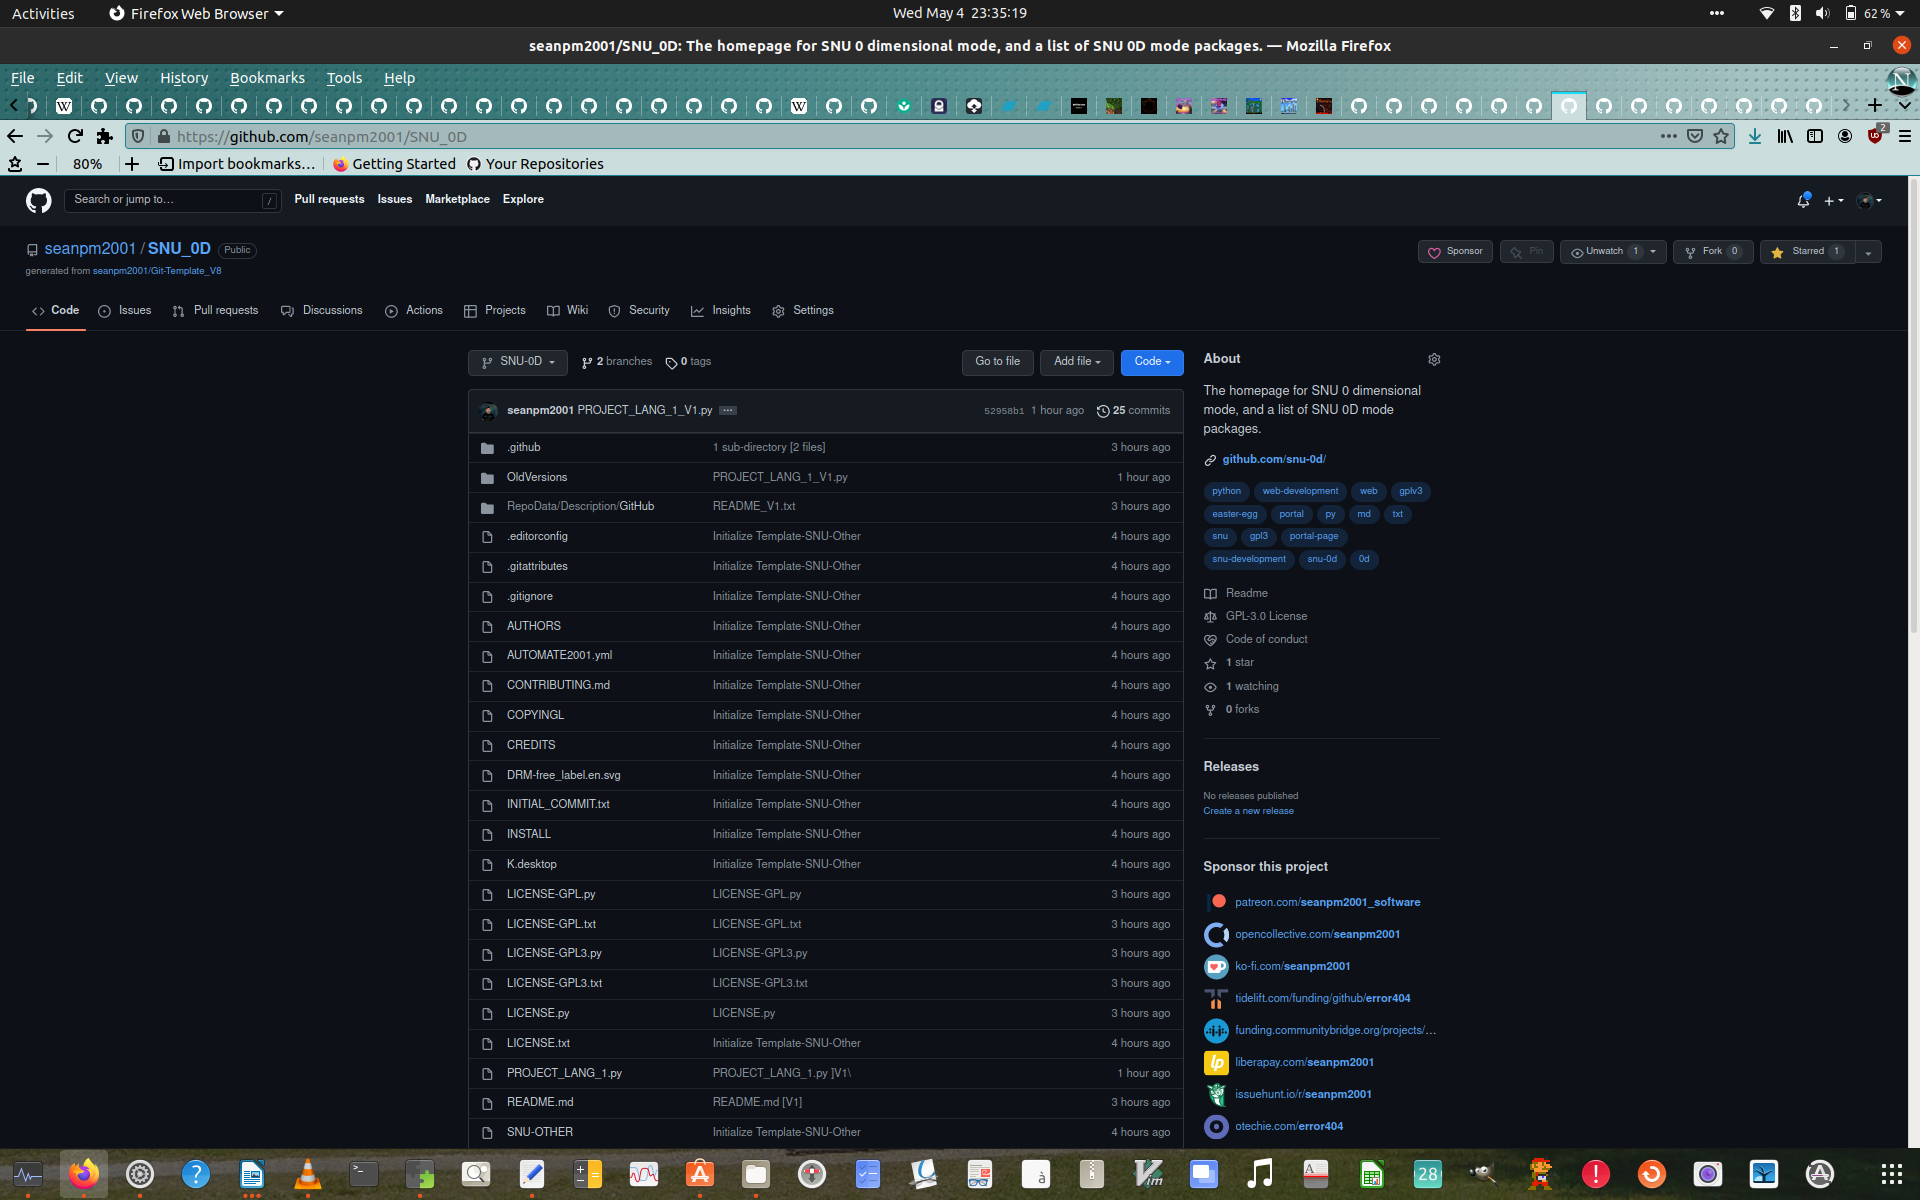 Activities Firefox Web Browser Wed May 4 23:35:19 62 %
seanpm2001/SNU_0D: The homepage for SNU 0 dimensional mode, and a list of SNU 0D mode packages. — Mozilla Firefox
File Edit View History Bookmarks Tools Help
https://github.com/seanpm2001/SNU_0D 2
80% Import bookmarks... Getting Started Your Repositories
Search or jump to... / Pull requests Issues Marketplace Explore
seanpm2001 / SNU_0D Public Sponsor Pin Unwatch 1 Fork 0 Starred 1
generated from seanpm2001/Git-Template_V8
Code Issues Pull requests Discussions Actions Projects Wiki Security Insights Settings
SNU-0D 2 branches 0 tags Go to file Add file Code
seanpm2001 PROJECT_LANG_1_V1.py ... 52958b1 1 hour ago 25 commits
.github 1 sub-directory [2 files] 3 hours ago
OldVersions PROJECT_LANG_1_V1.py 1 hour ago
RepoData/Description/GitHub README_V1.txt 3 hours ago
.editorconfig Initialize Template-SNU-Other 4 hours ago
.gitattributes Initialize Template-SNU-Other 4 hours ago
.gitignore Initialize Template-SNU-Other 4 hours ago
AUTHORS Initialize Template-SNU-Other 4 hours ago
AUTOMATE2001.yml Initialize Template-SNU-Other 4 hours ago
CONTRIBUTING.md Initialize Template-SNU-Other 4 hours ago
COPYINGL Initialize Template-SNU-Other 4 hours ago
CREDITS Initialize Template-SNU-Other 4 hours ago
DRM-free_label.en.svg Initialize Template-SNU-Other 4 hours ago
INITIAL_COMMIT.txt Initialize Template-SNU-Other 4 hours ago
INSTALL Initialize Template-SNU-Other 4 hours ago
K.desktop Initialize Template-SNU-Other 4 hours ago
LICENSE-GPL.py LICENSE-GPL.py 3 hours ago
LICENSE-GPL.txt LICENSE-GPL.txt 3 hours ago
LICENSE-GPL3.py LICENSE-GPL3.py 3 hours ago
LICENSE-GPL3.txt LICENSE-GPL3.txt 3 hours ago
LICENSE.py LICENSE.py 3 hours ago
LICENSE.txt Initialize Template-SNU-Other 4 hours ago
PROJECT_LANG_1.py PROJECT_LANG_1.py ]V1\ 1 hour ago
README.md README.md [V1] 3 hours ago
SNU-OTHER Initialize Template-SNU-Other 4 hours ago
About
The homepage for SNU 0 dimensional
mode, and a list of SNU 0D mode
packages.
github.com/snu-0d/
python web-development web gplv3
easter-egg portal py md txt
snu gpl3 portal-page
snu-development snu-0d 0d
Readme
GPL-3.0 License
Code of conduct
1 star
1 watching
0 forks
Releases
No releases published
Create a new release
Sponsor this project
patreon.com/seanpm2001_software
opencollective.com/seanpm2001
ko-fi.com/seanpm2001
tidelift.com/funding/github/error404
funding.communitybridge.org/projects/...
liberapay.com/seanpm2001
issuehunt.io/r/seanpm2001
otechie.com/error404
28